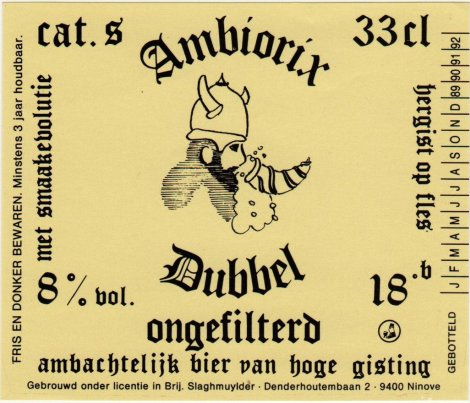 cat. s
Ambiorix
33 cl
FRIS EN DONKER BEWAREN. Minstens 3 jaar houdbaar.
met smaakevolutie
hergist op fles.
J F M A M J J A S O N D 89 90 91 92
GEBOTTELD
Dubbel
8% vol.
18.q.
ongefilterd
ambachtelijk bier van hoge gisting
Gebrouwd onder licentie in Brij. Slaghmuylder · Denderhoutembaan 2 · 9400 Ninove